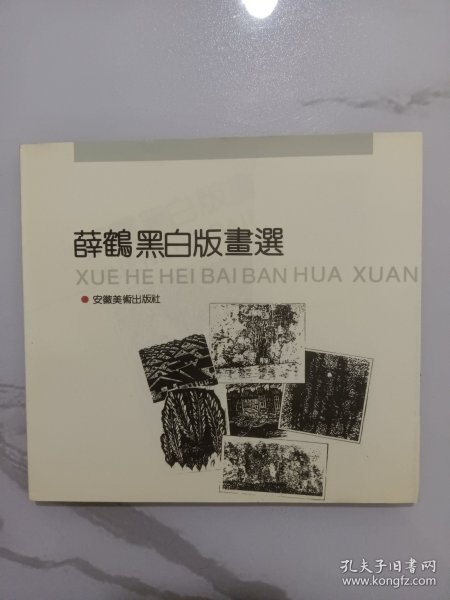 薛鶴黑白版畫選
XUE HE HEI BAI BAN HUA XUAN
安徽美術出版社
孔夫子旧书网
www.kongfz.com